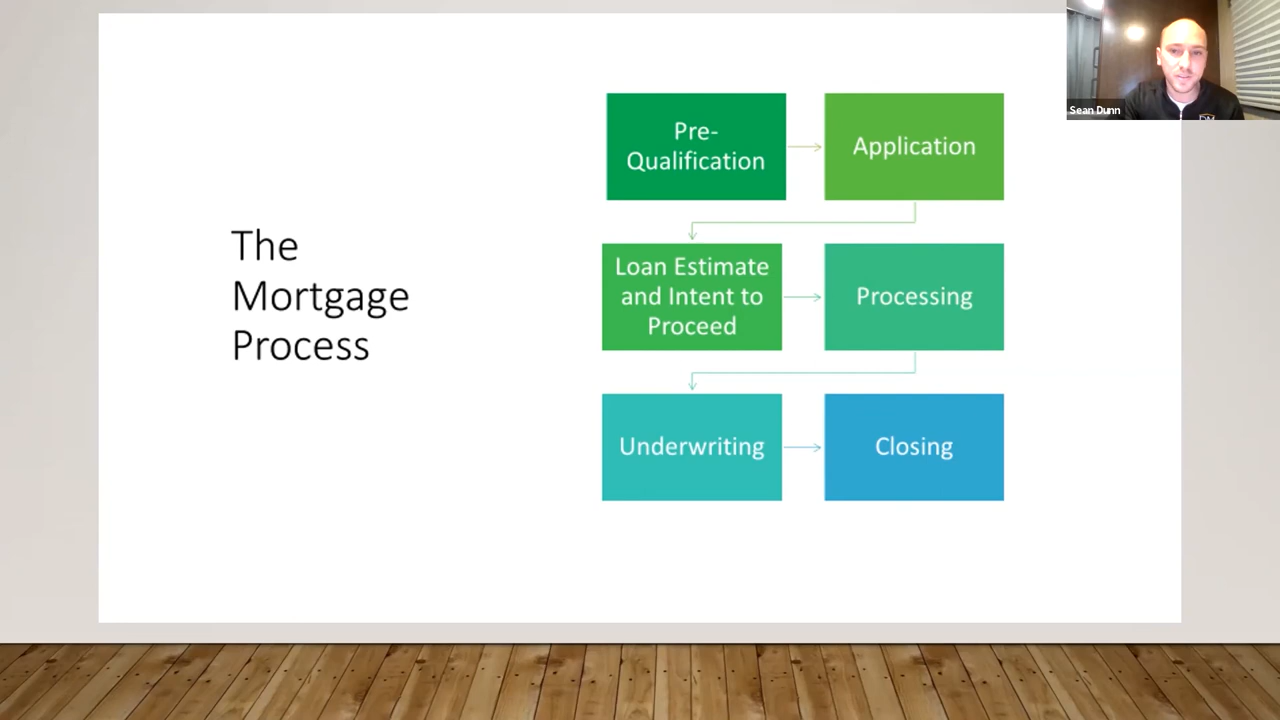 The
Mortgage
Process
Pre-
Qualification
Application
Loan Estimate
and Intent to
Proceed
Processing
Underwriting
Closing
Sean Dunn